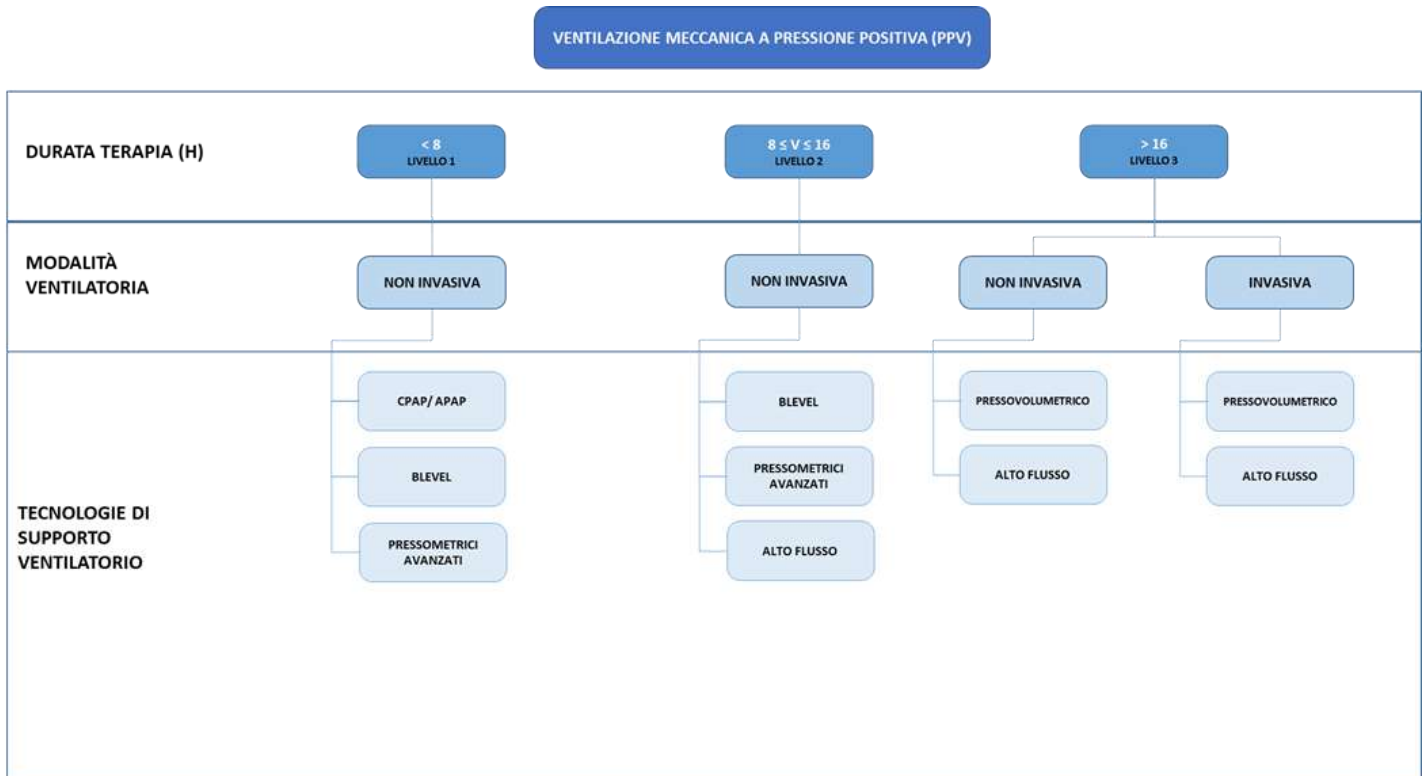 VENTILAZIONE MECCANICA A PRESSIONE POSITIVA (PPV)
DURATA TERAPIA (H)
< 8
LIVELLO 1
8 ≤ V ≤ 16
LIVELLO 2
> 16
LIVELLO 3
MODALITÀ
VENTILATORIA
NON INVASIVA
NON INVASIVA
NON INVASIVA
INVASIVA
TECNOLOGIE DI
SUPPORTO
VENTILATORIO
CPAP/ APAP
BLEVEL
PRESSOMETRICI
AVANZATI
BLEVEL
PRESSOMETRICI
AVANZATI
ALTO FLUSSO
PRESSOVOLUMETRICO
ALTO FLUSSO
PRESSOVOLUMETRICO
ALTO FLUSSO